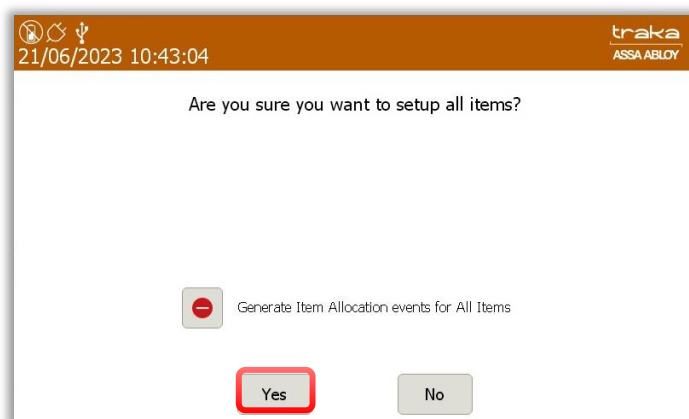 21/06/2023 10:43:04
traka
ASSA ABLOY
Are you sure you want to setup all items?
Generate Item Allocation events for All Items
Yes
No